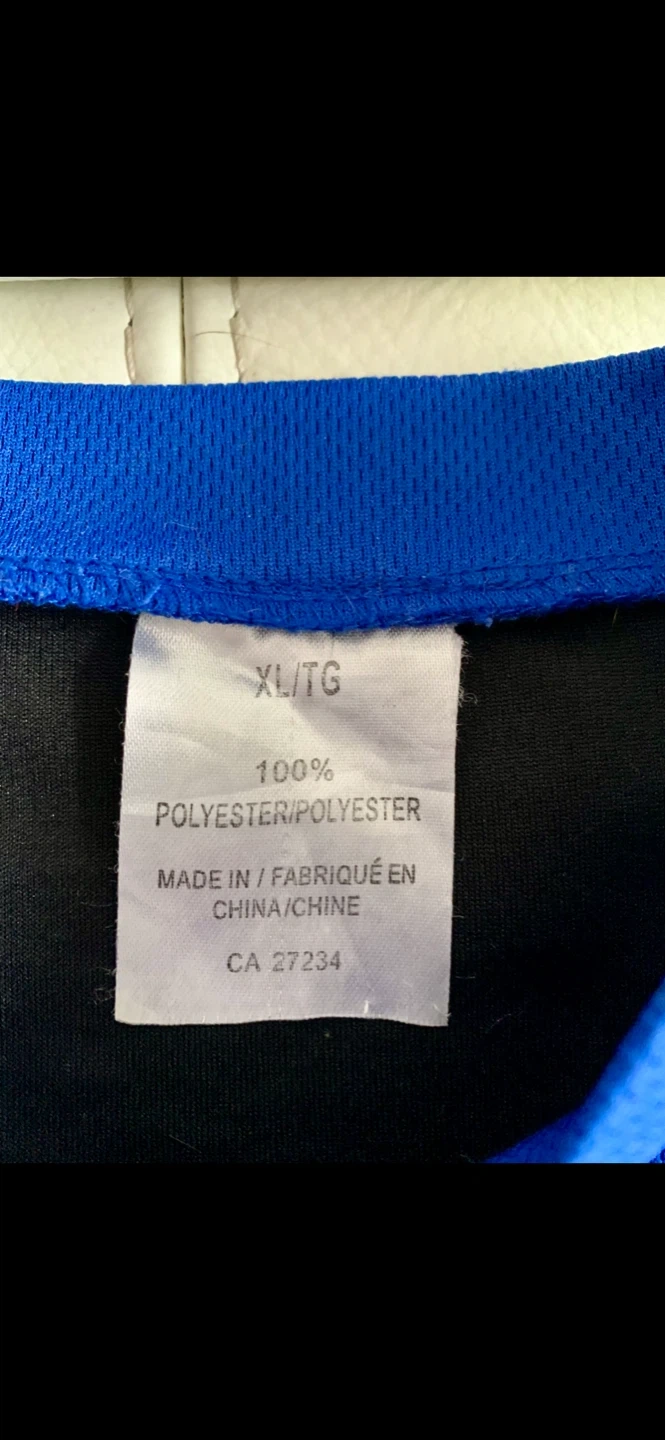 XL/TG
100%
POLYESTER/POLYESTER
MADE IN / FABRIQUÉ EN
CHINA/CHINE
CA 27234